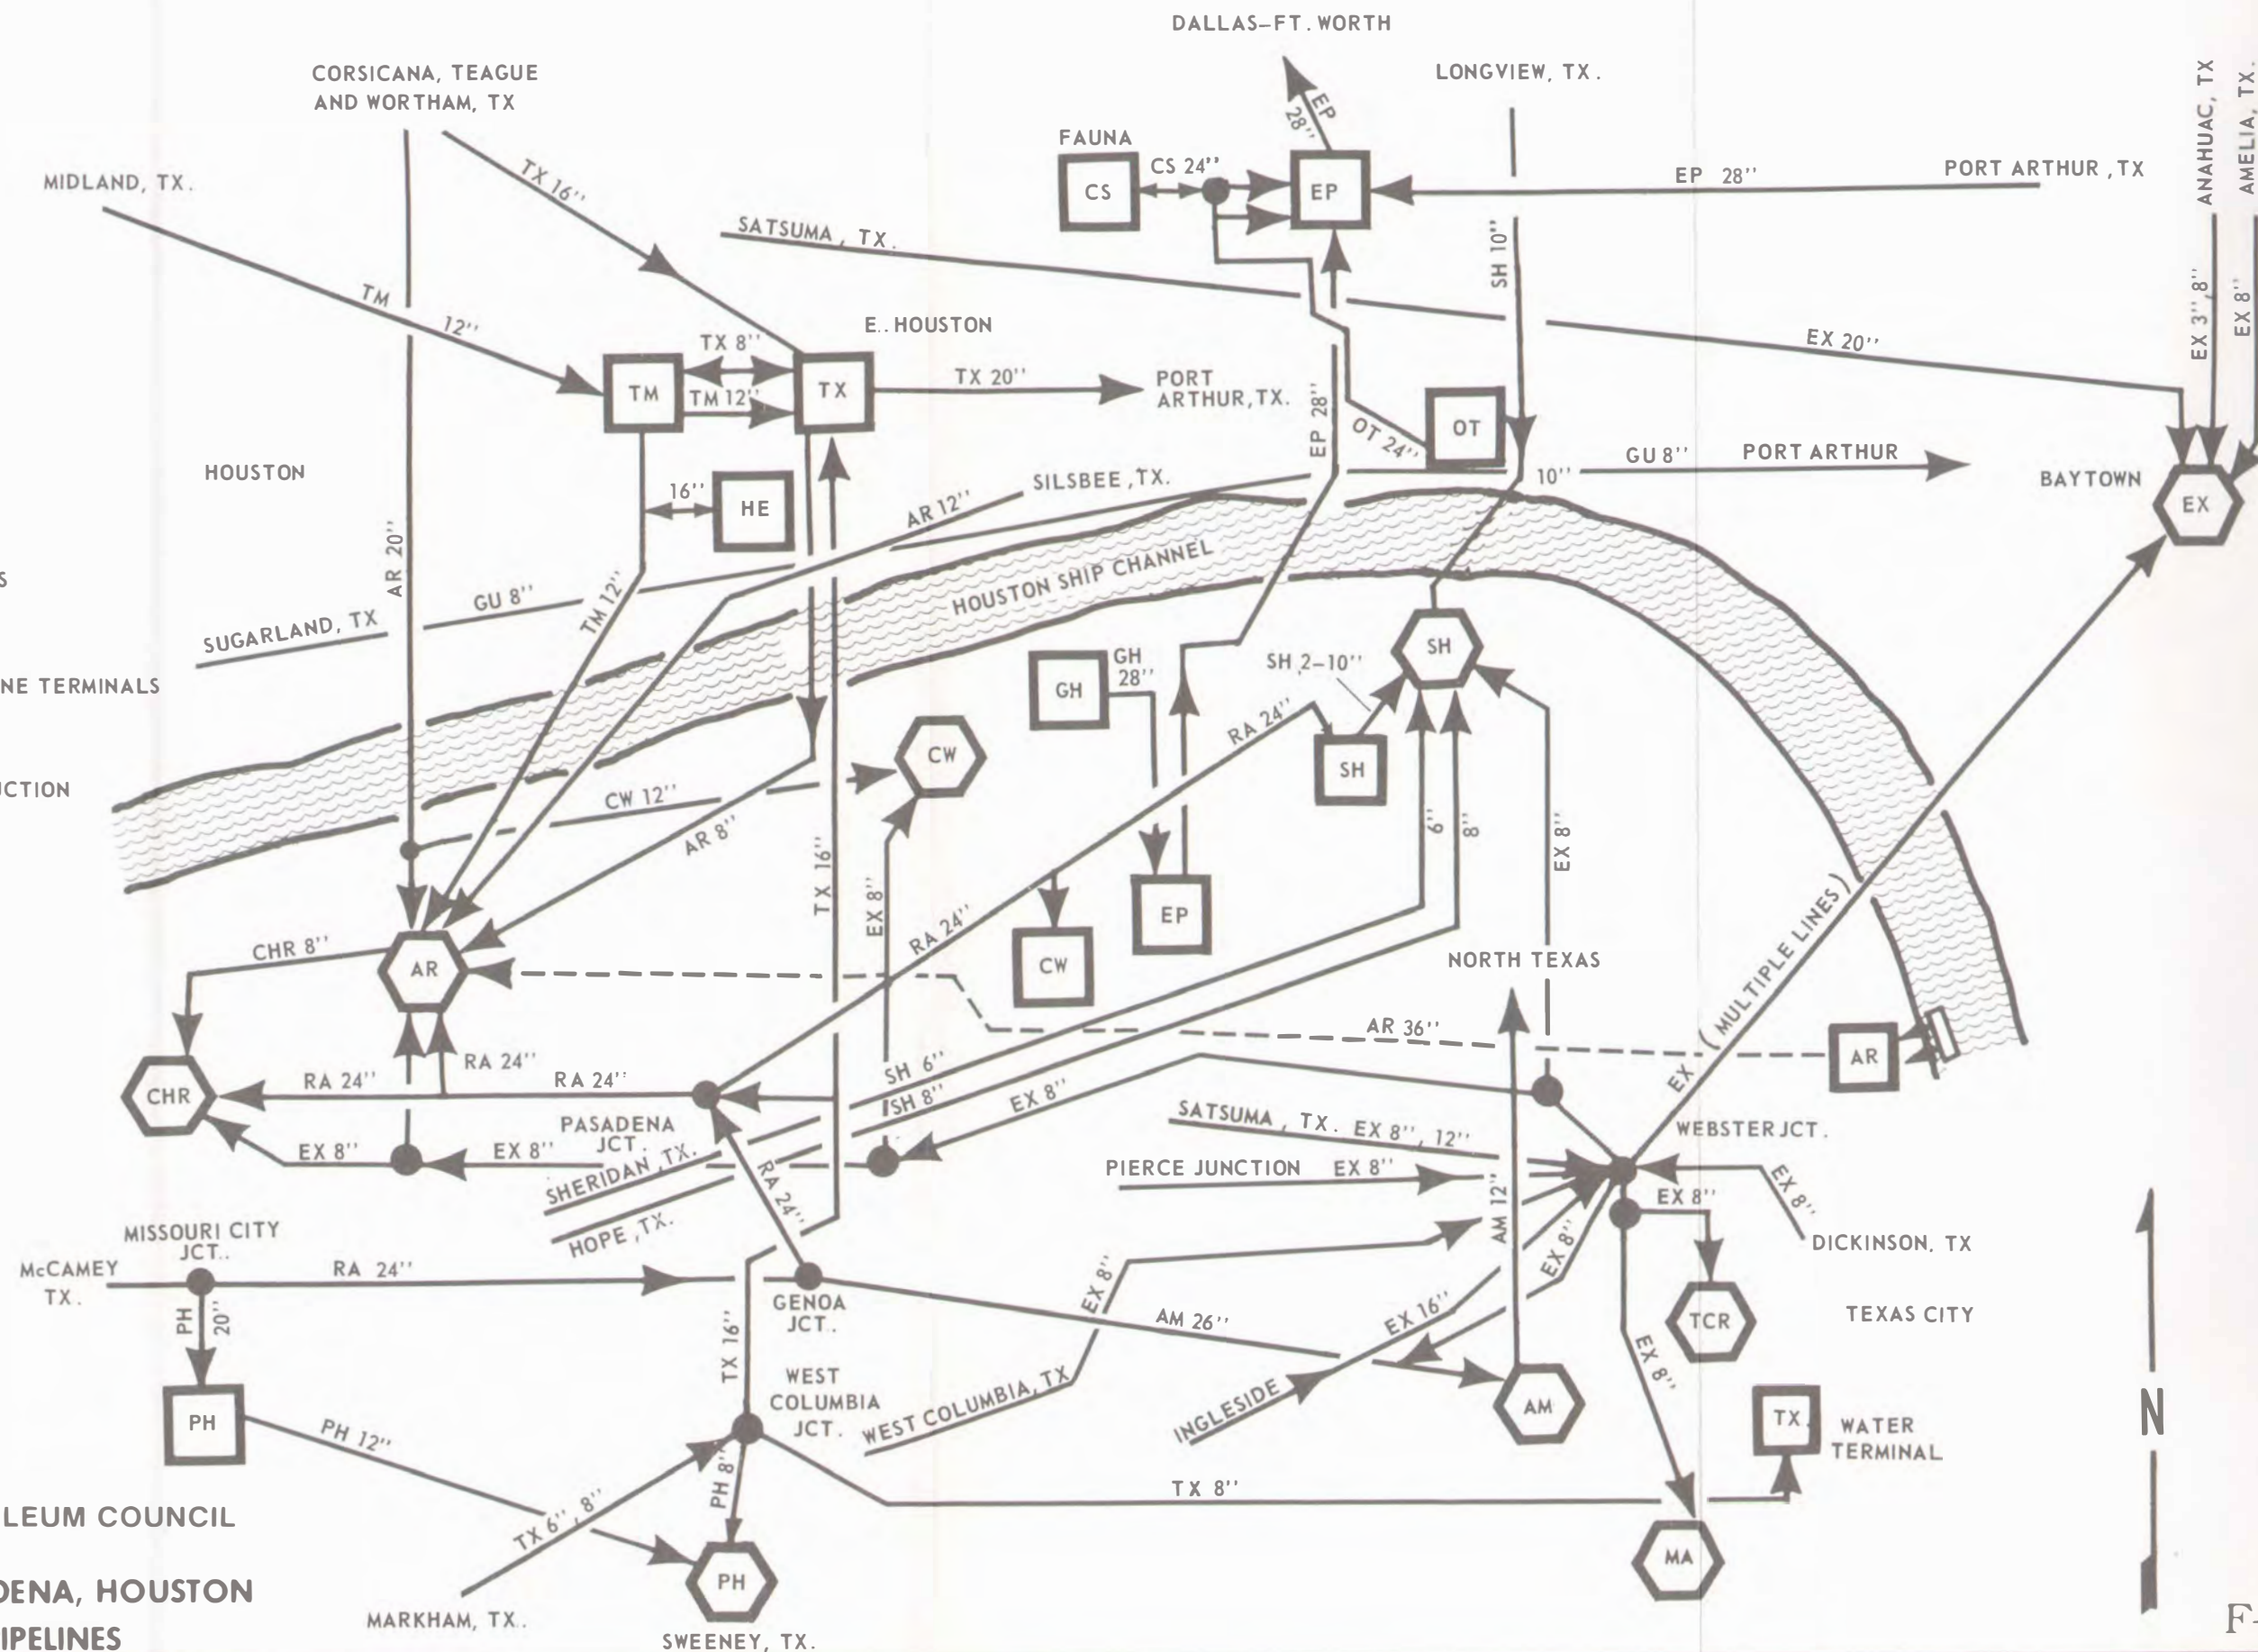 DALLAS–FT. WORTH
CORSICANA, TEAGUE
AND WORTHAM, TX
LONGVIEW, TX.
ANAHUAC, TX
AMELIA, TX.
EP
28''
FAUNA
CS
CS 24''
EP
EP 28''
PORT ARTHUR, TX
MIDLAND, TX.
TX 16''
SATSUMA, TX.
SH 10''
EX 3'',8''
EX 8''
TM
12''
E.. HOUSTON
EX 20''
TX 8''
TM
TM 12''
TX
TX 20''
PORT
ARTHUR, TX.
EP 28''
OT
OT 24''
HOUSTON
GU 8''
PORT ARTHUR
10''
BAYTOWN
EX
16''
HE
AR 12''
SILSBEE, TX.
AR 20''
HOUSTON SHIP CHANNEL
S
GU 8''
TM 12''
SUGARLAND, TX
NE TERMINALS
GH
GH
28''
SH 2–10''
SH
RA 24''
SH
CW
UCTION
CW 12''
AR 8''
TX 16''
EX 8''
6''
8''
EX 8''
RA 24''
EP
CW
NORTH TEXAS
( MULTIPLE LINES )
EX
CHR 8''
AR
AR 36''
AR
RA 24''
CHR
RA 24''
RA 24''
SH 6''
SH 8''
EX 8''
PASADENA
JCT.
SATSUMA, TX. EX 8'', 12''
WEBSTER JCT.
EX 8''
EX 8''
SHERIDAN, TX.
RA 24''
PIERCE JUNCTION EX 8''
EX 8''
EX 8''
DICKINSON, TX
HOPE, TX.
AM 12''
EX 8''
MISSOURI CITY
JCT..
McCAMEY
TX.
RA 24''
EX 8''
GENOA
JCT..
PH
20''
AM 26''
EX 16''
TCR
TEXAS CITY
TX 16''
EX 8''
WEST
COLUMBIA
JCT.
WEST COLUMBIA, TX
INGLESIDE
AM
TX
WATER
TERMINAL
N
PH
PH 12''
PH 8''
TX 8''
TX 6'', 8''
LEUM COUNCIL
MA
PH
DENA, HOUSTON
MARKHAM, TX..
IPELINES
SWEENEY, TX.
F-